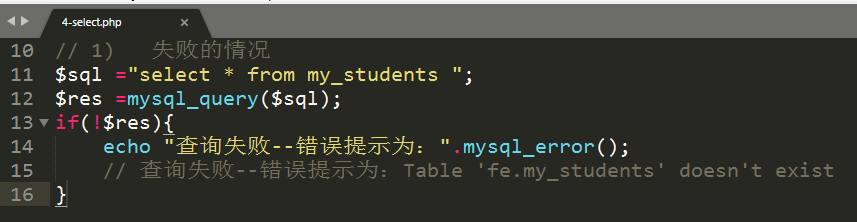 4-select.php ×
10 // 1)   失败的情况
11 $sql ="select * from my_students ";
12 $res =mysql_query($sql);
13 if(!$res){
14     echo "查询失败--错误提示为：".mysql_error();
15     // 查询失败--错误提示为：Table 'fe.my_students' doesn't exist
16 }